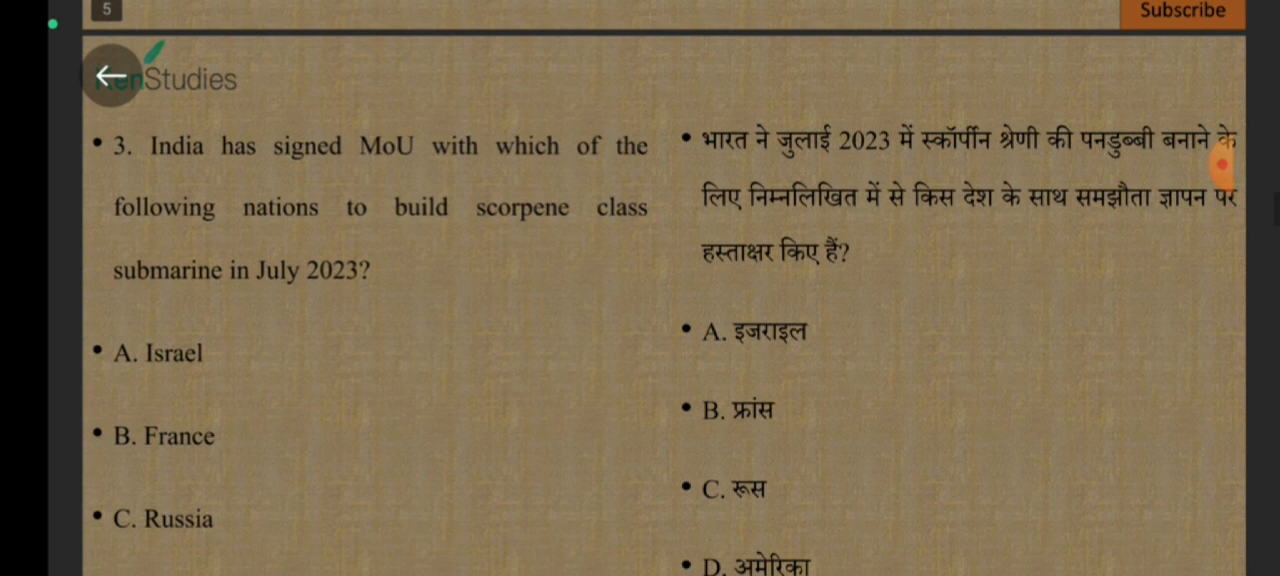 5
Subscribe
enStudies
• 3. India has signed MoU with which of the
following nations to build scorpene class
submarine in July 2023?
• A. Israel
• B. France
• C. Russia
• भारत ने जुलाई 2023 में स्कॉर्पीन श्रेणी की पनडुब्बी बनाने के
लिए निम्नलिखित में से किस देश के साथ समझौता ज्ञापन पर
हस्ताक्षर किए हैं?
• A. इजराइल
• B. फ्रांस
• C. रूस
• D. अमेरिका